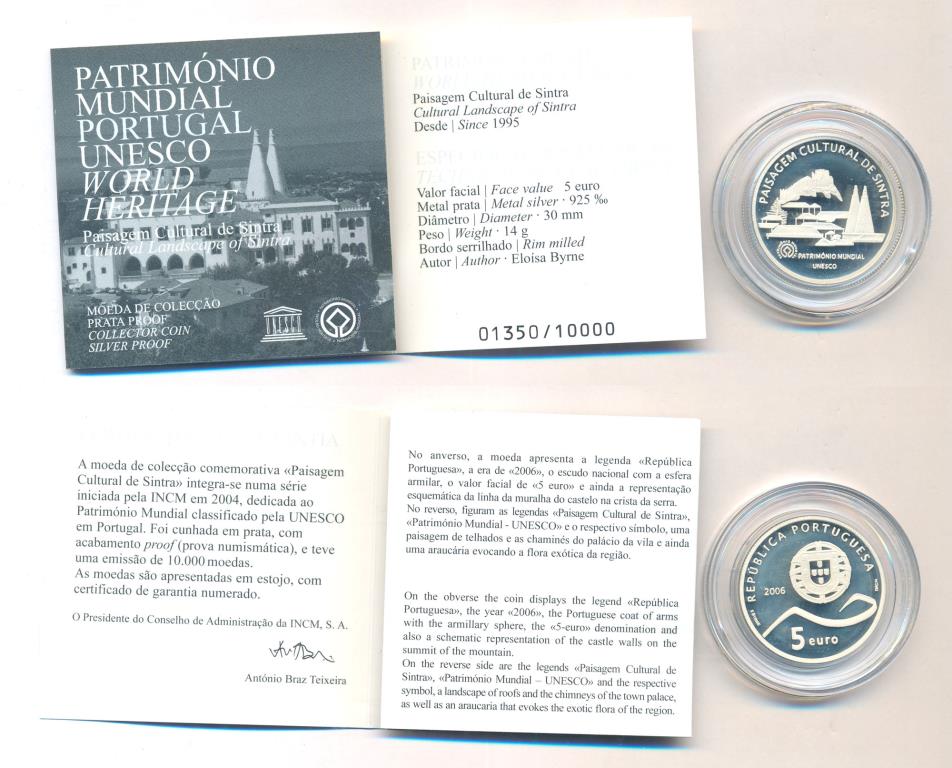 PATRIMÓNIO
MUNDIAL
PORTUGAL
UNESCO
WORLD
HERITAGE
Paisagem Cultural de Sintra
Cultural Landscape of Sintra
MOEDA DE COLECÇÃO
PRATA PROOF
COLLECTOR COIN
SILVER PROOF
Paisagem Cultural de Sintra
Cultural Landscape of Sintra
Desde | Since 1995
Valor facial | Face value 5 euro
Metal prata | Metal silver · 925 ‰
Diâmetro | Diameter · 30 mm
Peso | Weight · 14 g
Bordo serrilhado | Rim milled
Autor | Author · Eloísa Byrne
01350/10000
PAISAGEM CULTURAL DE SINTRA
PATRIMÓNIO MUNDIAL
UNESCO
A moeda de colecção comemorativa «Paisagem
Cultural de Sintra» integra-se numa série
iniciada pela INCM em 2004, dedicada ao
Património Mundial classificado pela UNESCO
em Portugal. Foi cunhada em prata, com
acabamento proof (prova numismática), e teve
uma emissão de 10.000 moedas.
As moedas são apresentadas em estojo, com
certificado de garantia numerado.
O Presidente do Conselho de Administração da INCM, S. A.
António Braz Teixeira
No anverso, a moeda apresenta a legenda «República
Portuguesa», a era de «2006», o escudo nacional com a esfera
armilar, o valor facial de «5 euro» e ainda a representação
esquemática da linha da muralha do castelo na crista da serra.
No reverso, figuram as legendas «Paisagem Cultural de Sintra»,
«Património Mundial - UNESCO» e o respectivo símbolo, uma
paisagem de telhados e as chaminés do palácio da vila e ainda
uma araucária evocando a flora exótica da região.
On the obverse the coin displays the legend «República
Portuguesa», the year «2006», the Portuguese coat of arms
with the armillary sphere, the «5-euro» denomination and
also a schematic representation of the castle walls on the
summit of the mountain.
On the reverse side are the legends «Paisagem Cultural de
Sintra», «Património Mundial – UNESCO» and the respective
symbol, a landscape of roofs and the chimneys of the town palace,
as well as an araucaria that evokes the exotic flora of the region.
REPÚBLICA PORTUGUESA
2006
INCM
5 euro